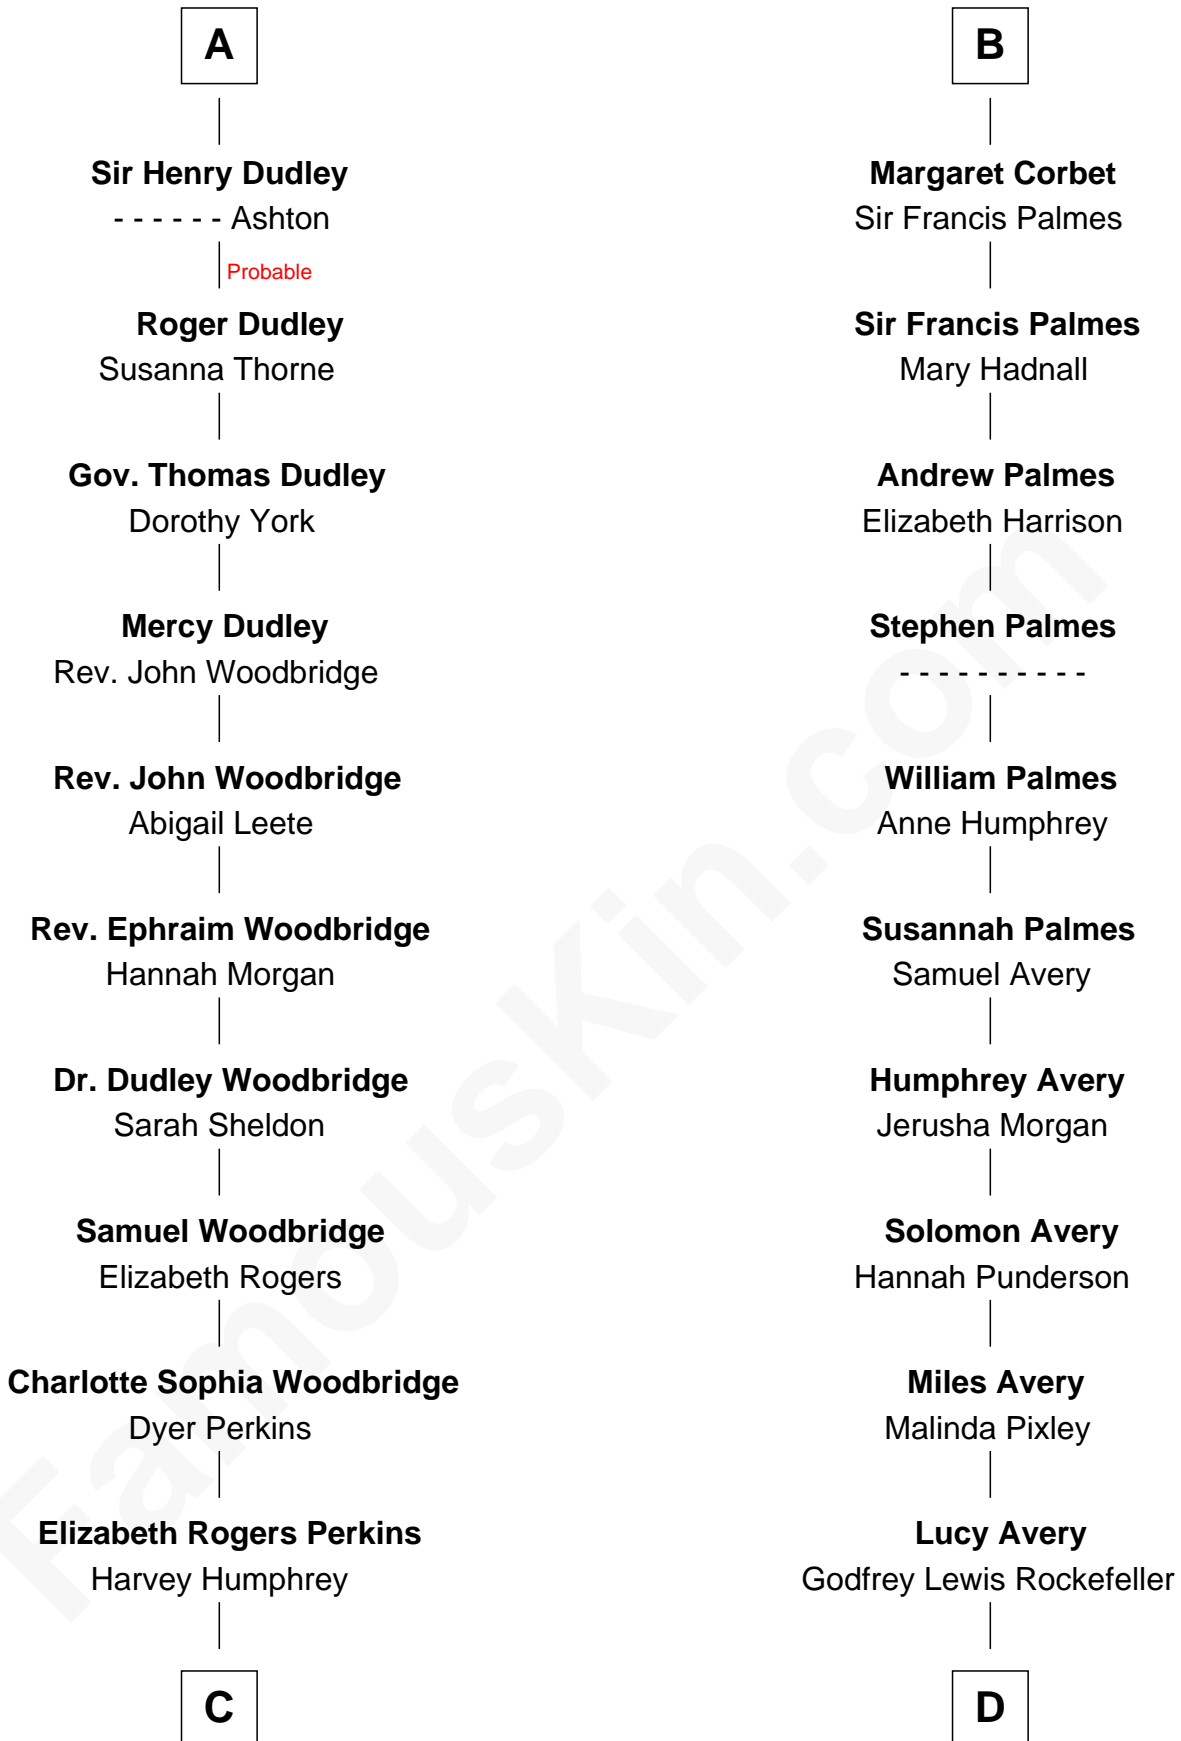 A
Sir Henry Dudley
- - - - - - Ashton
Probable
Roger Dudley
Susanna Thorne
Gov. Thomas Dudley
Dorothy York
Mercy Dudley
Rev. John Woodbridge
Rev. John Woodbridge
Abigail Leete
Rev. Ephraim Woodbridge
Hannah Morgan
Dr. Dudley Woodbridge
Sarah Sheldon
Samuel Woodbridge
Elizabeth Rogers
Charlotte Sophia Woodbridge
Dyer Perkins
Elizabeth Rogers Perkins
Harvey Humphrey
C
B
Margaret Corbet
Sir Francis Palmes
Sir Francis Palmes
Mary Hadnall
Andrew Palmes
Elizabeth Harrison
Stephen Palmes
- - - - - - - - - -
William Palmes
Anne Humphrey
Susannah Palmes
Samuel Avery
Humphrey Avery
Jerusha Morgan
Solomon Avery
Hannah Punderson
Miles Avery
Malinda Pixley
Lucy Avery
Godfrey Lewis Rockefeller
D
FamousKin.com